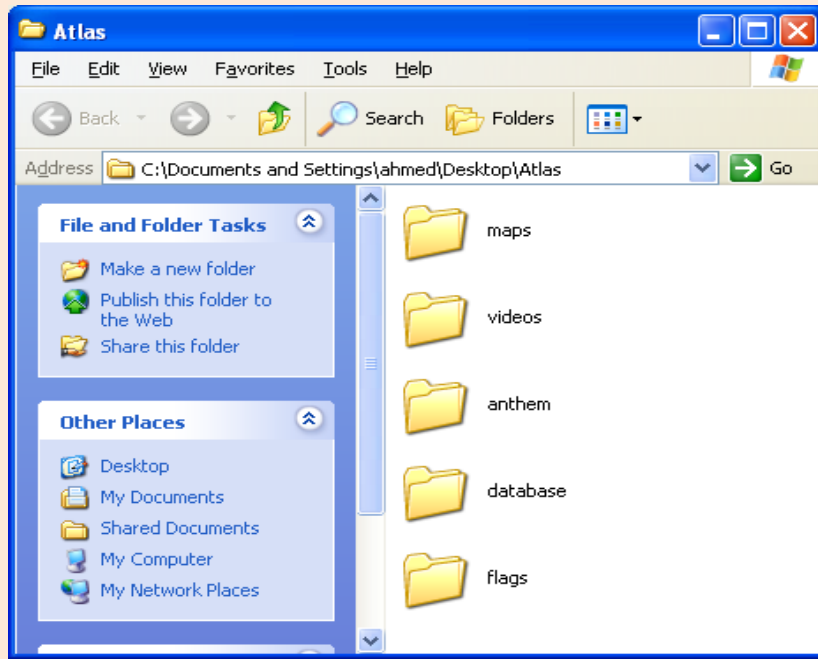 Atlas
File Edit View Favorites Tools Help
Back Search Folders
Address C:\Documents and Settings\ahmed\Desktop\Atlas Go
File and Folder Tasks
Make a new folder
Publish this folder to
the Web
Share this folder
Other Places
Desktop
My Documents
Shared Documents
My Computer
My Network Places
maps
videos
anthem
database
flags